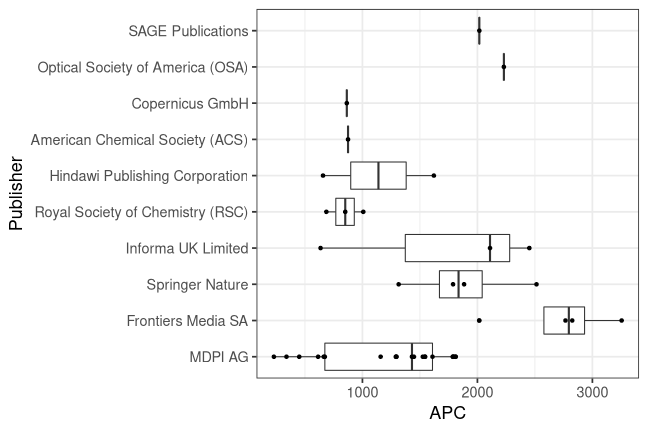 SAGE Publications
Optical Society of America (OSA)
Copernicus GmbH
American Chemical Society (ACS)
Hindawi Publishing Corporation
Royal Society of Chemistry (RSC)
Informa UK Limited
Springer Nature
Frontiers Media SA
MDPI AG
Publisher
1000 2000 3000
APC